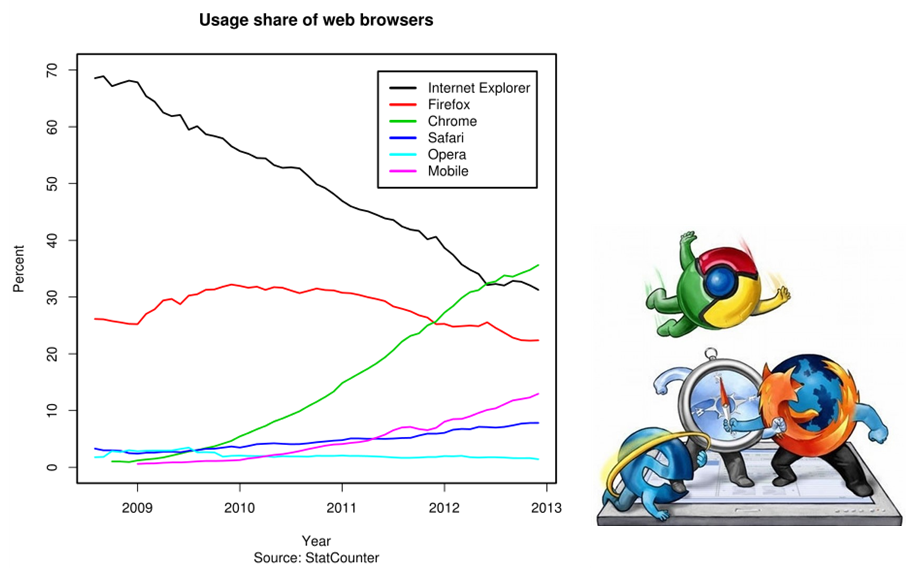 Usage share of web browsers
70
60
50
40
30
20
10
0
Percent
Internet Explorer
Firefox
Chrome
Safari
Opera
Mobile
2009 2010 2011 2012 2013
Year
Source: StatCounter